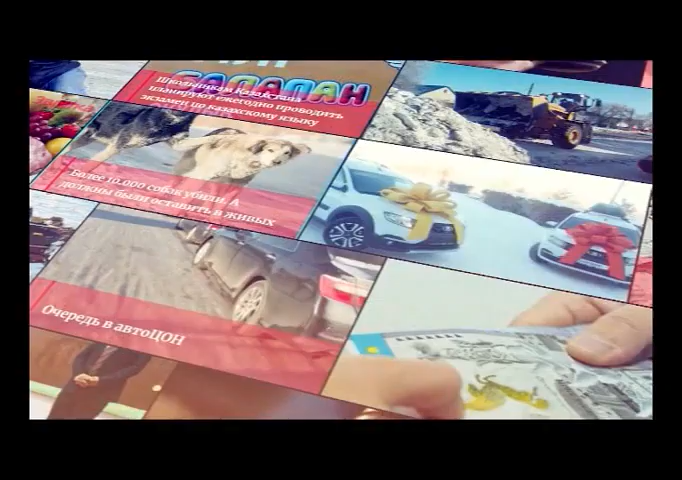 БАЛАПАН
Школьникам Казахстана
планируют ежегодно проводить
экзамен по казахскому языку
Более 10.000 собак убили. А
должны были оставить в живых
Очередь в автоЦОН